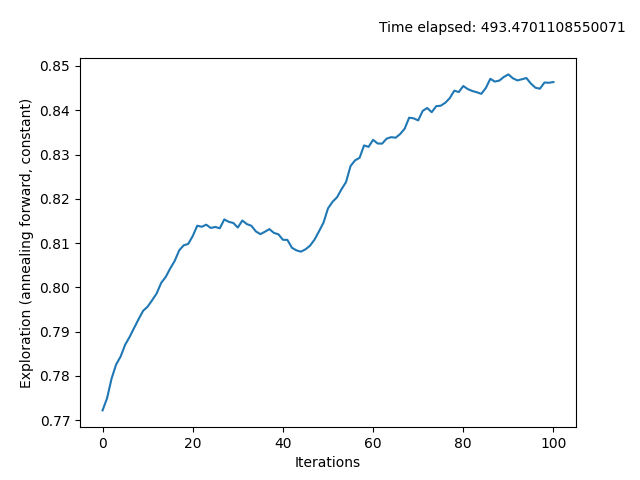 Time elapsed: 493.4701108550071
0.85
0.84
0.83
0.82
0.81
0.80
0.79
0.78
0.77
Exploration (annealing forward, constant)
0 20 40 60 80 100
Iterations